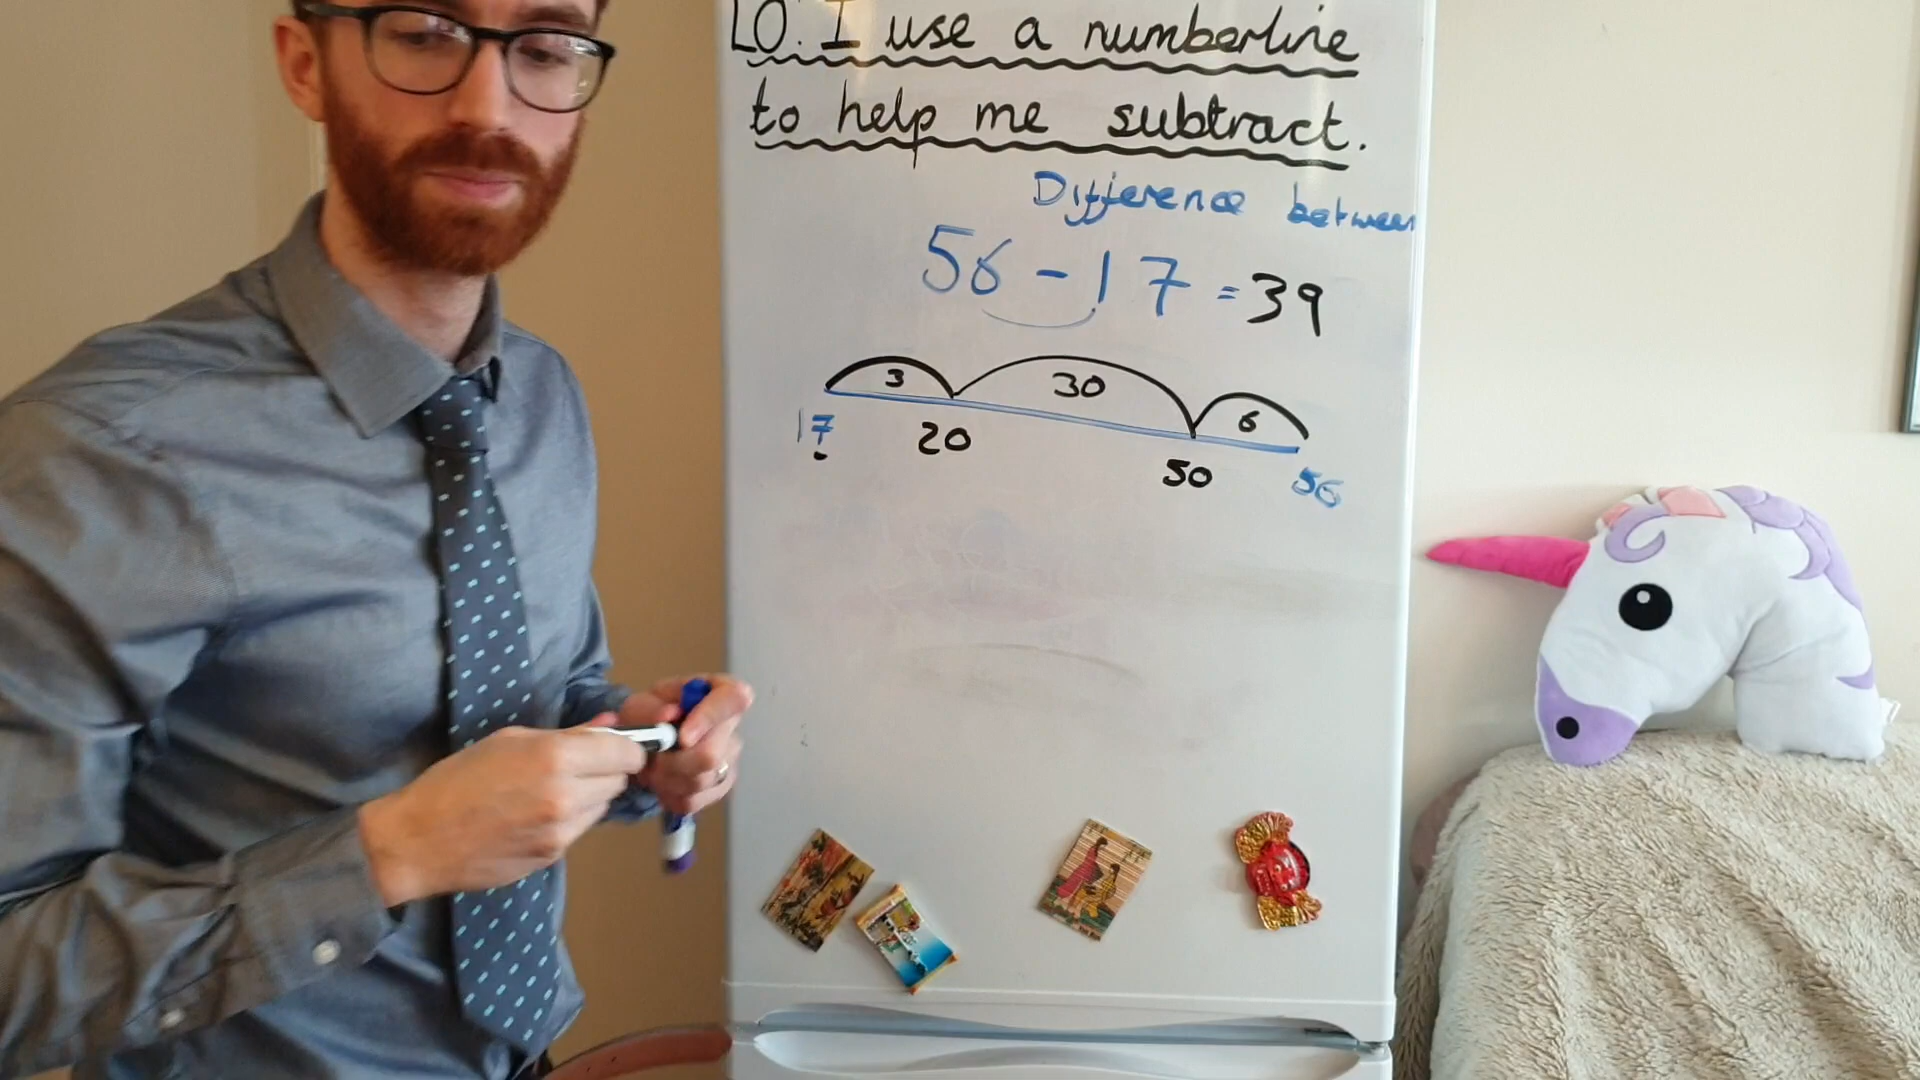 LO: I use a numberline
to help me subtract.
Difference between
56 - 17 = 39
3 30 6
17 20 50 56